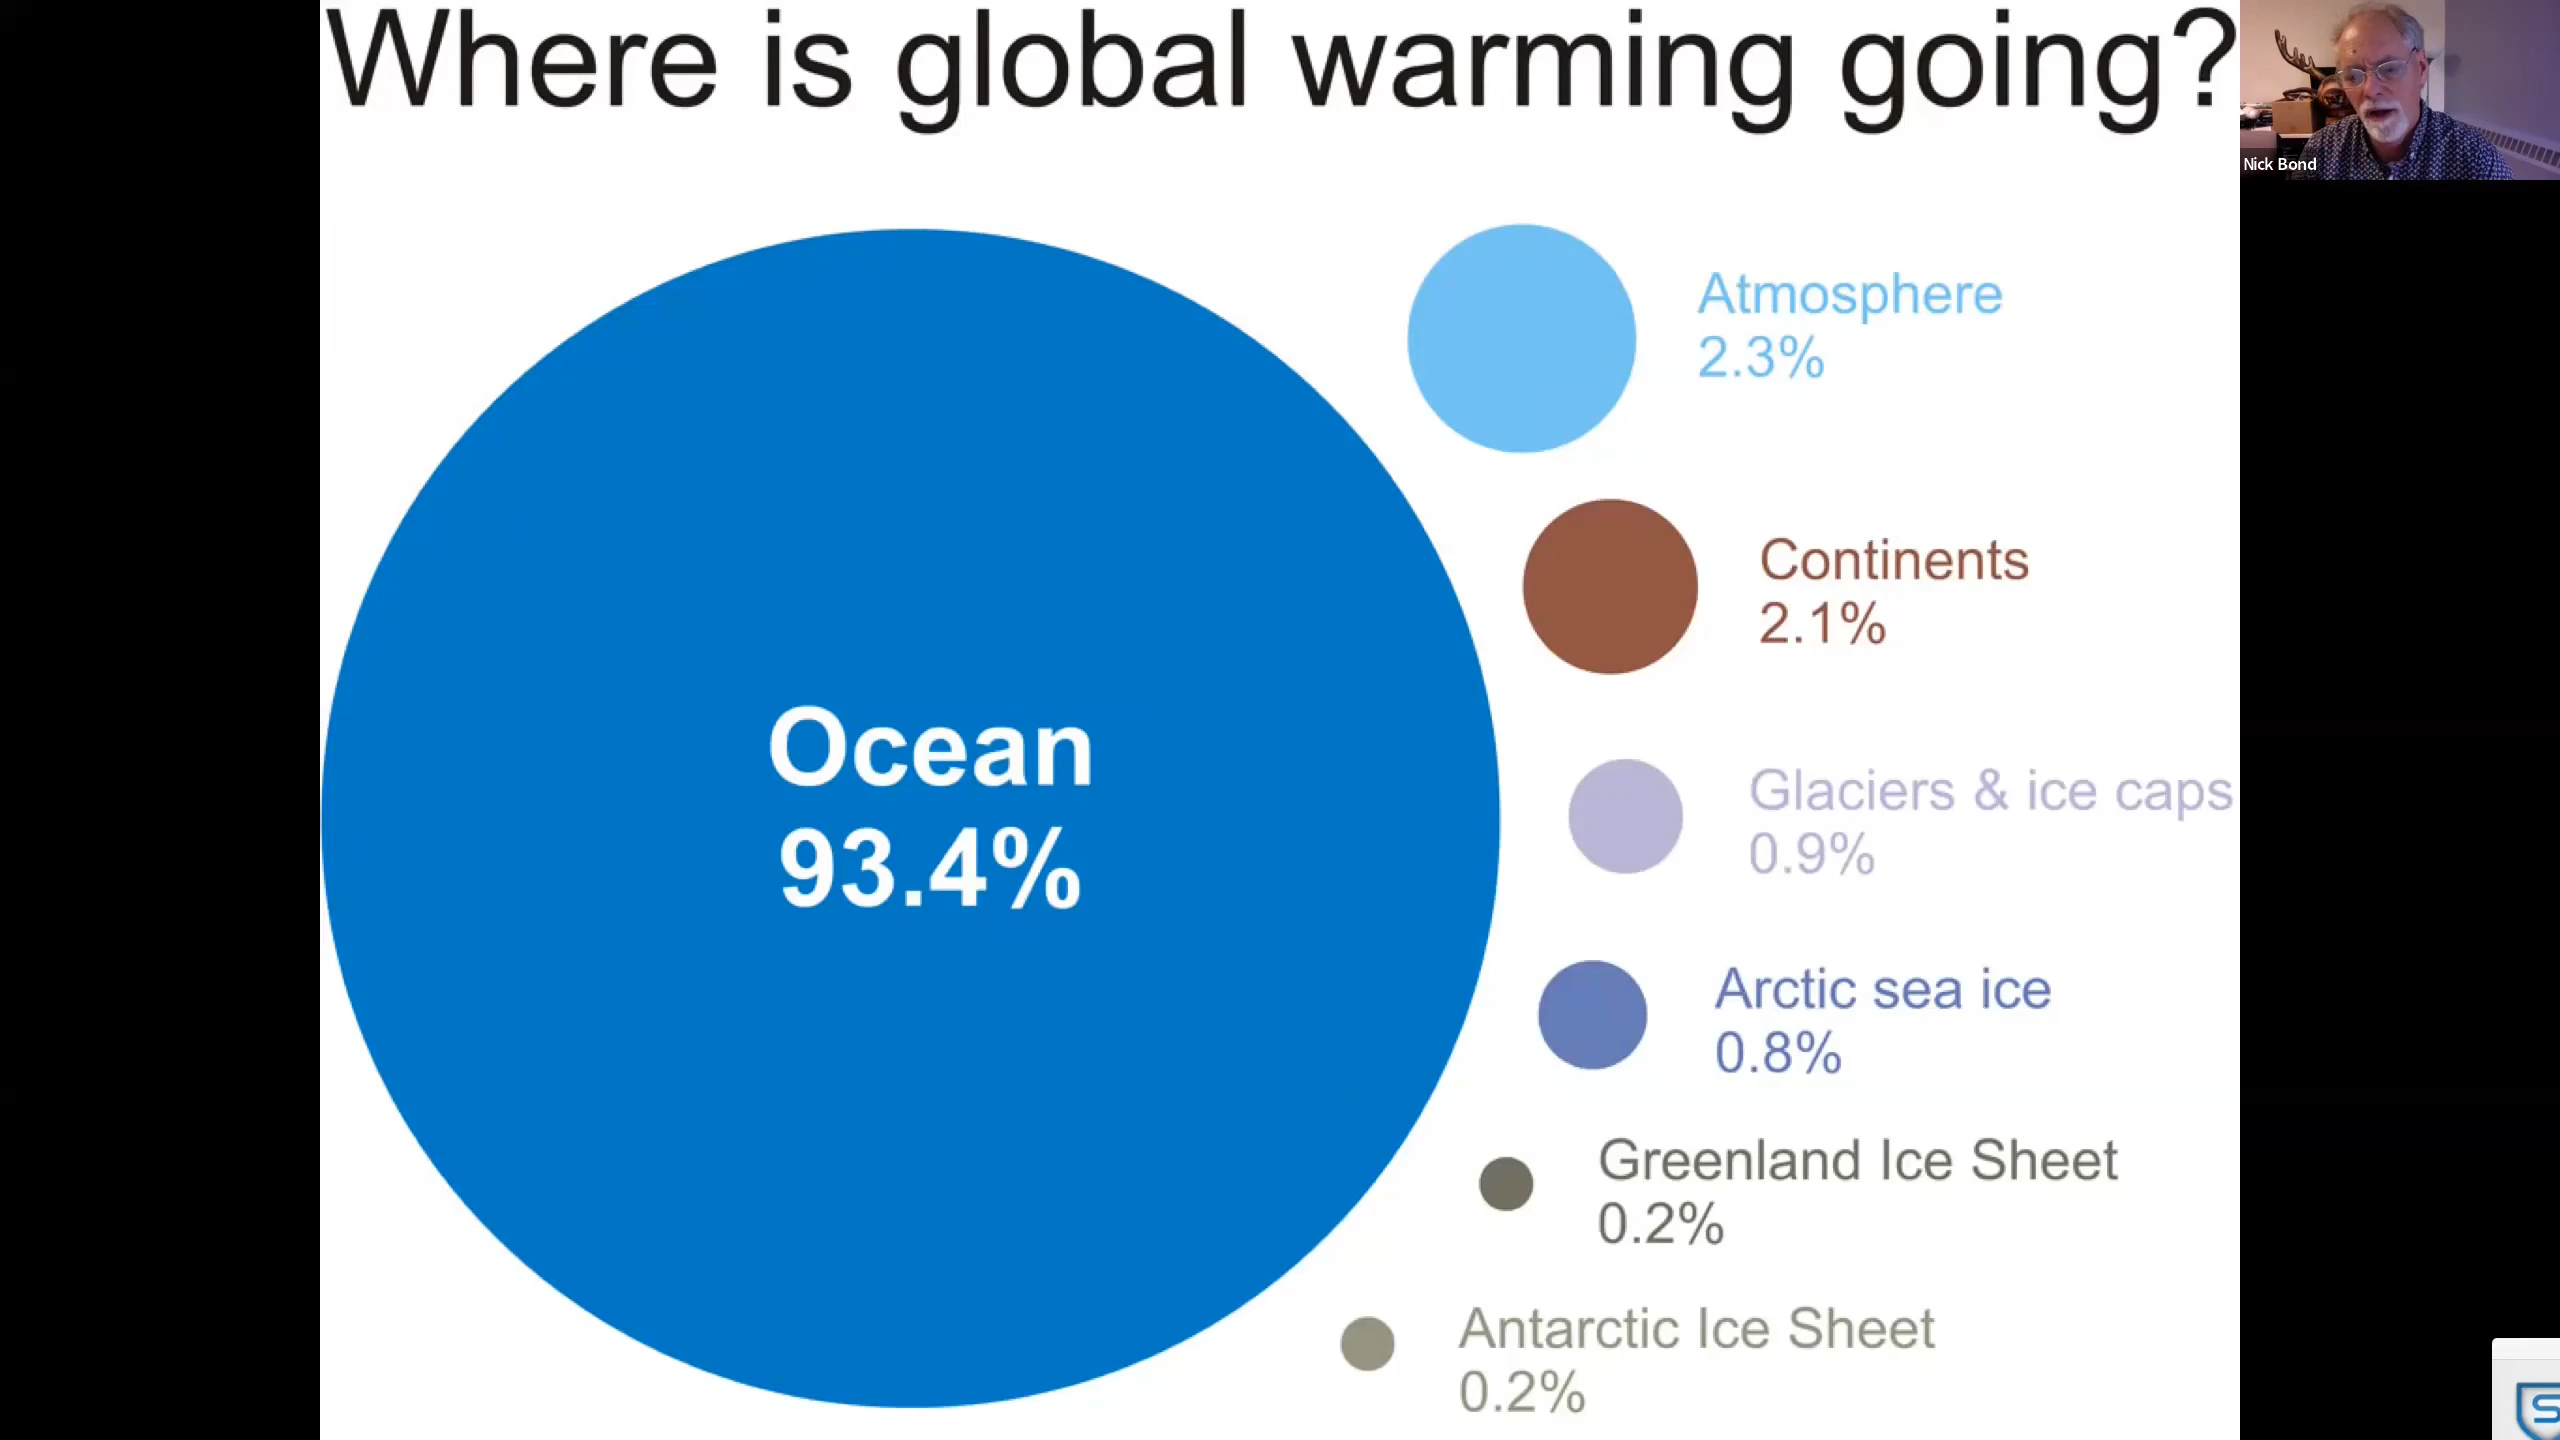 Where is global warming going?
Nick Bond
Atmosphere
2.3%
Continents
2.1%
Ocean
93.4%
Glaciers & ice caps
0.9%
Arctic sea ice
0.8%
Greenland Ice Sheet
0.2%
Antarctic Ice Sheet
0.2%
S